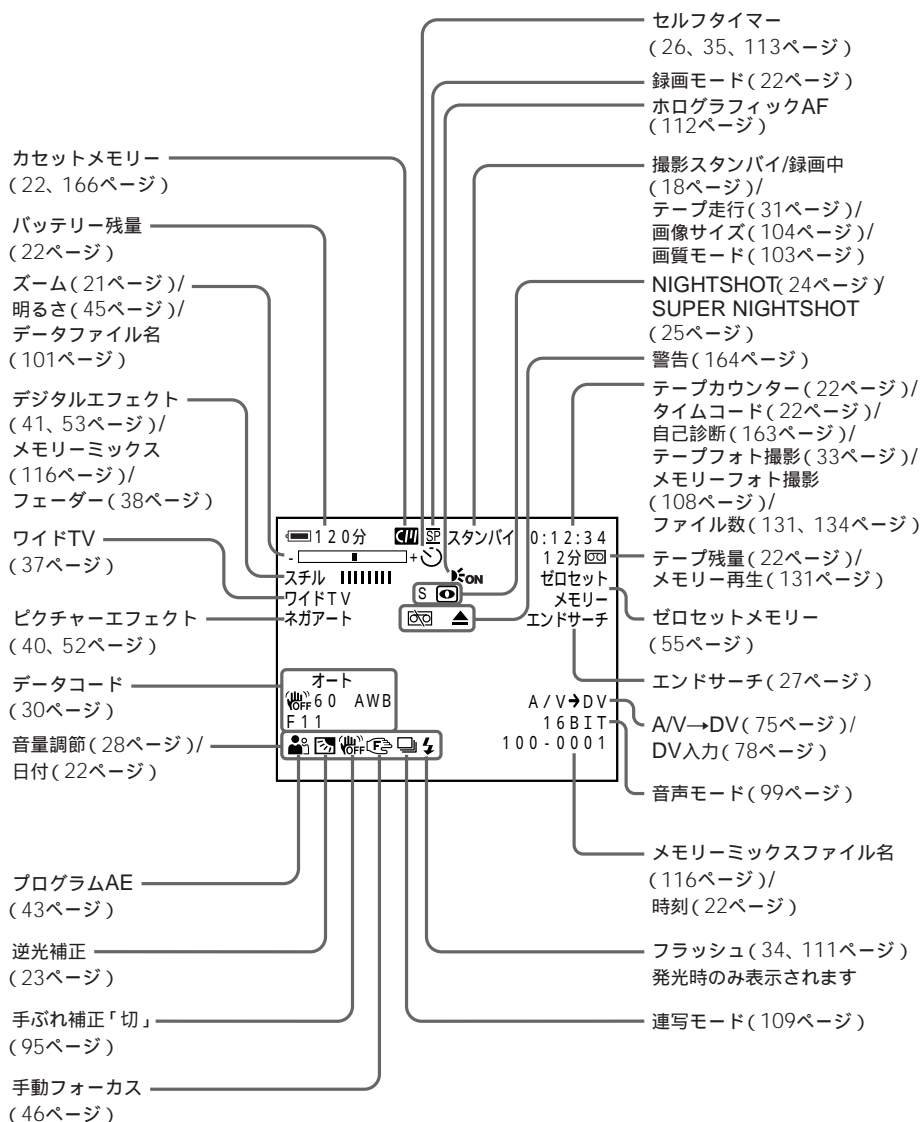 セルフタイマー
(26、35、113ページ)
録画モード(22ページ)
ホログラフィックAF
(112ページ)
カセットメモリー
(22、166ページ)
撮影スタンバイ/録画中
(18ページ)/
テープ走行(31ページ)/
画像サイズ(104ページ)/
画質モード(103ページ)
バッテリー残量
(22ページ)
ズーム(21ページ)/
明るさ(45ページ)/
データファイル名
(101ページ)
NIGHTSHOT(24ページ)/
SUPER NIGHTSHOT
(25ページ)
警告(164ページ)
デジタルエフェクト
(41、53ページ)/
メモリーミックス
(116ページ)/
フェーダー(38ページ)
テープカウンター(22ページ)/
タイムコード(22ページ)/
自己診断(163ページ)/
テープフォト撮影(33ページ)/
メモリーフォト撮影
(108ページ)/
ファイル数(131、134ページ)
ワイドTV
(37ページ)
テープ残量(22ページ)/
メモリー再生(131ページ)
ピクチャーエフェクト
(40、52ページ)
ゼロセットメモリー
(55ページ)
データコード
(30ページ)
エンドサーチ(27ページ)
音量調節(28ページ)/
日付(22ページ)
A/V→DV(75ページ)/
DV入力(78ページ)
音声モード(99ページ)
120分 SP スタンバイ 0:12:34
- + 12分
スチル ON ゼロセット
ワイドTV S メモリー
ネガアート エンドサーチ
オート
OFF 60 AWB A/V→DV
F11 16BIT
OFF F 100-0001
メモリーミックスファイル名
(116ページ)/
時刻(22ページ)
プログラムAE
(43ページ)
逆光補正
(23ページ)
フラッシュ(34、111ページ)
発光時のみ表示されます
手ぶれ補正「切」
(95ページ)
連写モード(109ページ)
手動フォーカス
(46ページ)